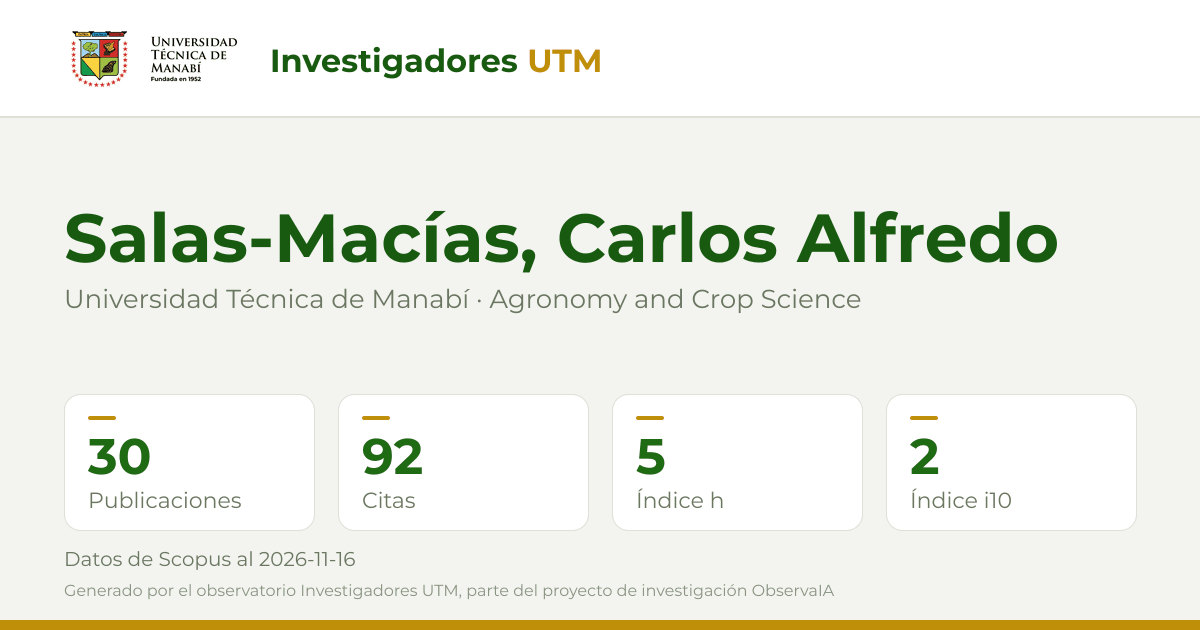 UNIVERSIDAD
TÉCNICA DE
MANABÍ
Fundada en 1952
Investigadores UTM
Salas-Macías, Carlos Alfredo
Universidad Técnica de Manabí · Agronomy and Crop Science
30
Publicaciones
92
Citas
5
Índice h
2
Índice i10
Datos de Scopus al 2026-11-16
Generado por el observatorio Investigadores UTM, parte del proyecto de investigación ObservaIA